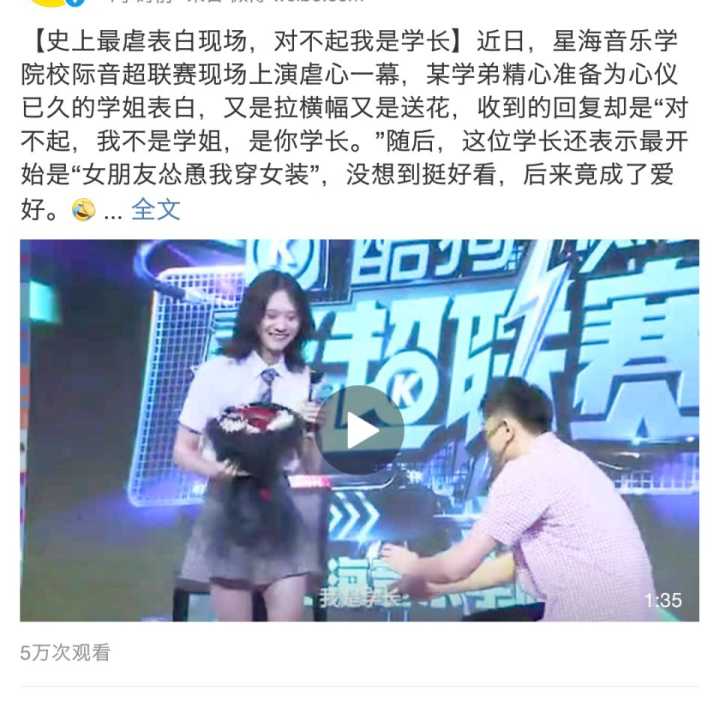 【史上最虐表白现场，对不起我是学长】近日，星海音乐学
院校际音超联赛现场上演虐心一幕，某学弟精心准备为心仪
已久的学姐表白，又是拉横幅又是送花，收到的回复却是“对
不起，我不是学姐，是你学长。”随后，这位学长还表示最开
始是“女朋友怂恿我穿女装”，没想到挺好看，后来竟成了爱
好。 ... 全文
K 酷狗
超联赛
K
我是学长
1:35
5万次观看